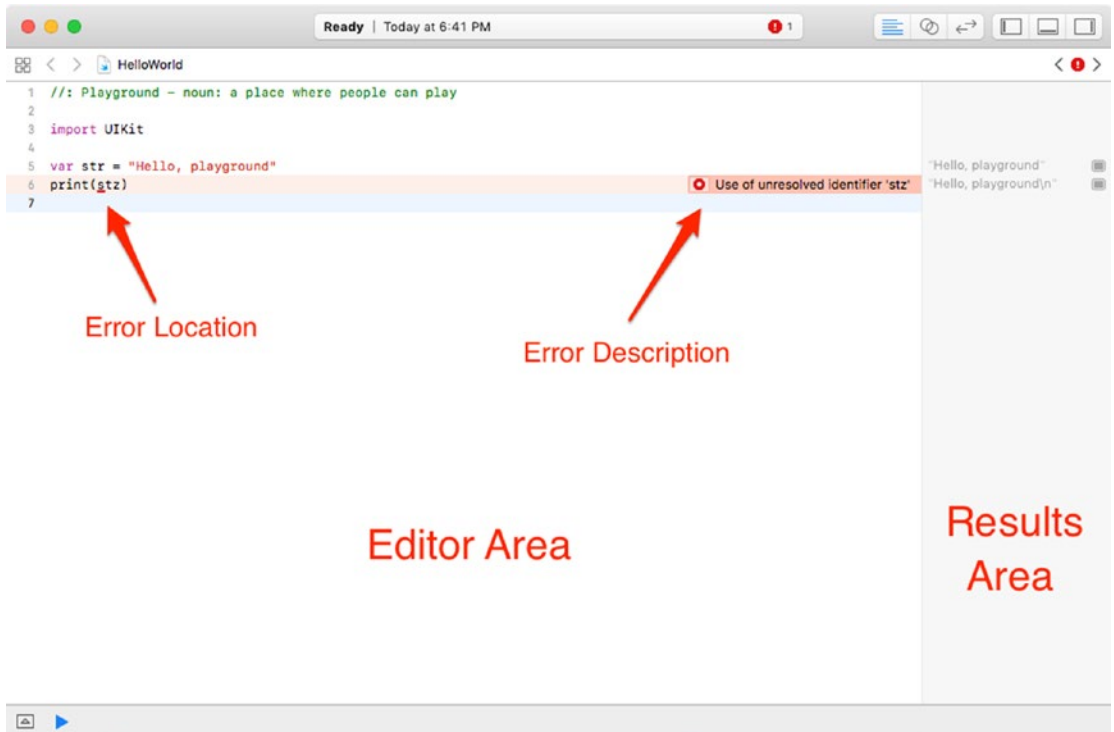 Ready | Today at 6:41 PM
1
HelloWorld
1 //: Playground – noun: a place where people can play
2
3 import UIKit
4
5 var str = "Hello, playground"
"Hello, playground"
6 print(stz)
Use of unresolved identifier 'stz'
"Hello, playground\n"
7
Error Location
Error Description
Editor Area
Results
Area